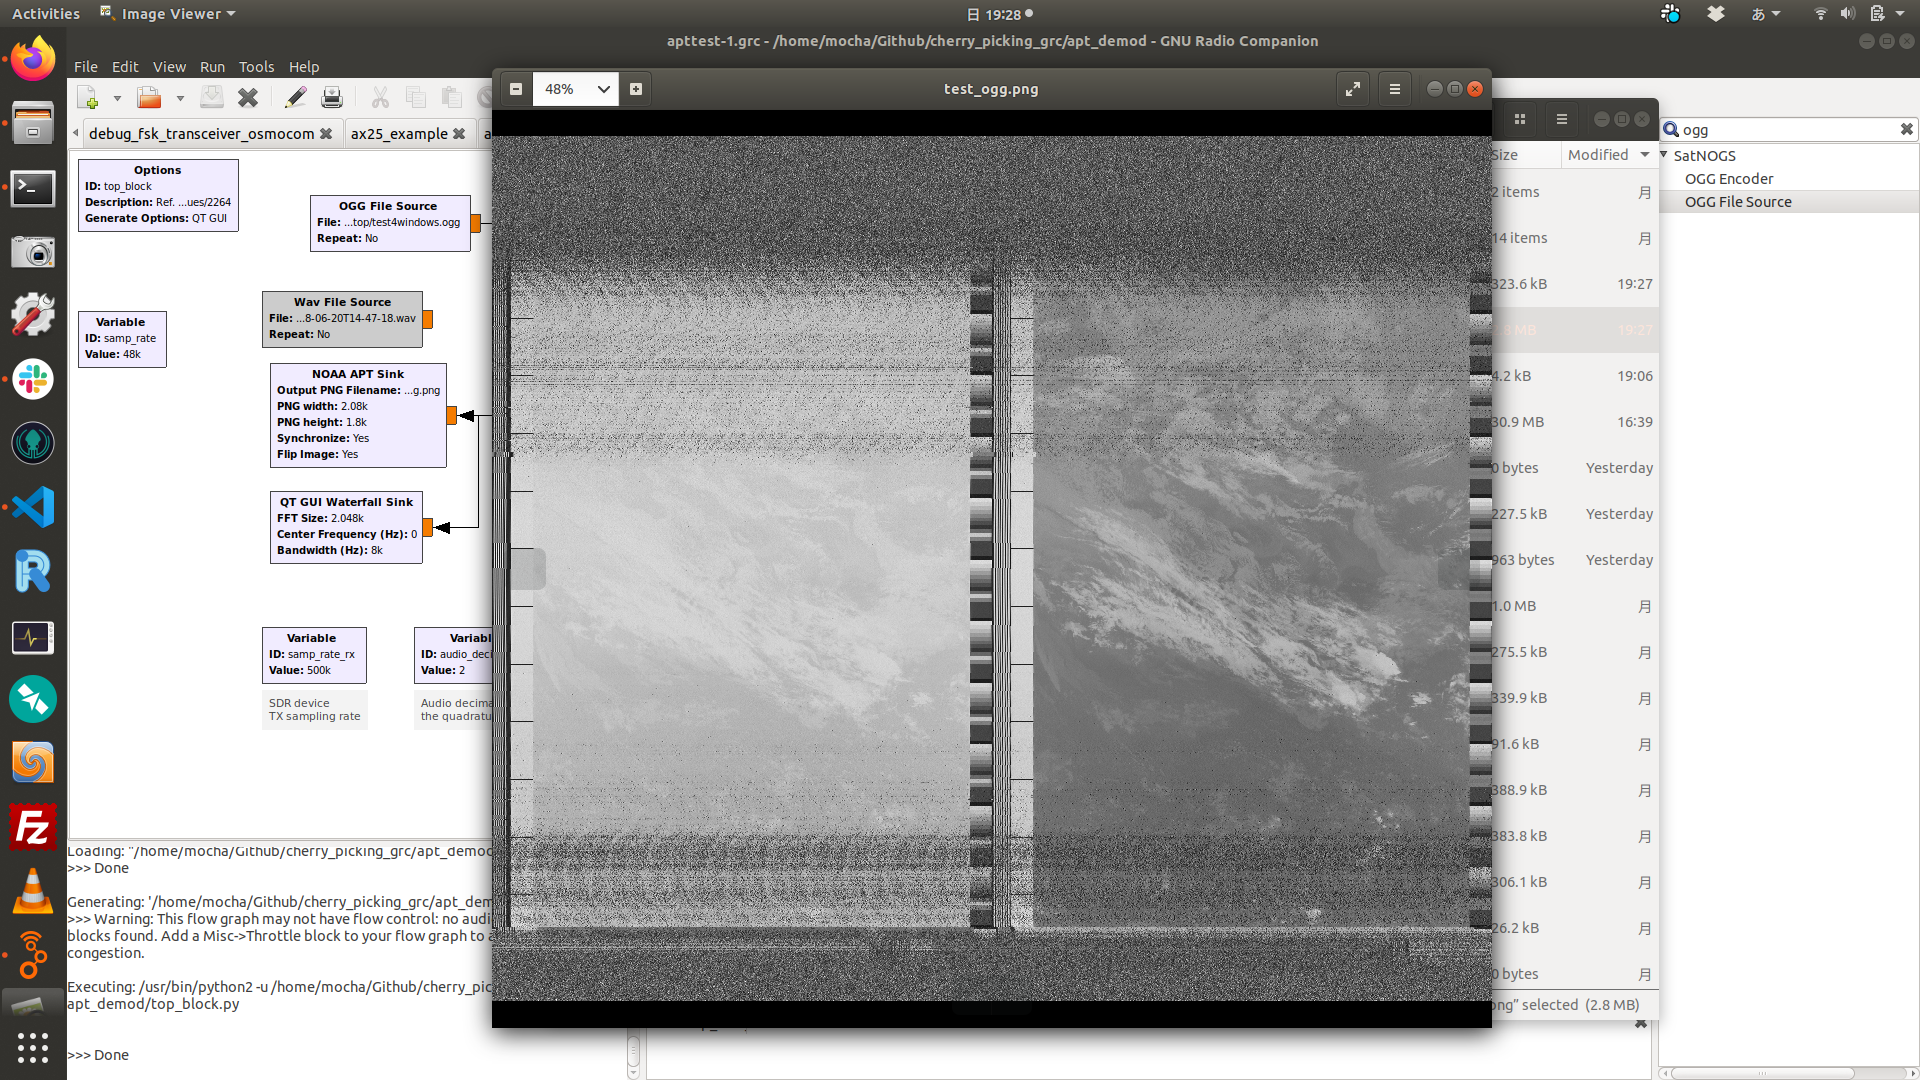 Activities
Image Viewer
日 19:28
あ
apttest-1.grc - /home/mocha/Github/cherry_picking_grc/apt_demod - GNU Radio Companion
File Edit View Run Tools Help
48%
test_ogg.png
debug_fsk_transceiver_osmocom
ax25_example
ogg
SatNOGS
OGG Encoder
OGG File Source
Options
ID: top_block
Description: Ref. ...ues/2264
Generate Options: QT GUI
OGG File Source
File: ...top/test4windows.ogg
Repeat: No
Wav File Source
File: ...8-06-20T14-47-18.wav
Repeat: No
Variable
ID: samp_rate
Value: 48k
NOAA APT Sink
Output PNG Filename: ...g.png
PNG width: 2.08k
PNG height: 1.8k
Synchronize: Yes
Flip Image: Yes
QT GUI Waterfall Sink
FFT Size: 2.048k
Center Frequency (Hz): 0
Bandwidth (Hz): 8k
Variable
ID: samp_rate_rx
Value: 500k
SDR device
TX sampling rate
Variabl
ID: audio_deci
Value: 2
Audio decima
the quadratu
Size Modified
2 items 月
14 items 月
323.6 kB 19:27
2.8 MB 19:27
4.2 kB 19:06
30.9 MB 16:39
0 bytes Yesterday
227.5 kB Yesterday
963 bytes Yesterday
1.0 MB 月
275.5 kB 月
339.9 kB 月
91.6 kB 月
388.9 kB 月
383.8 kB 月
306.1 kB 月
26.2 kB 月
0 bytes 月
png" selected (2.8 MB)
Loading: "/home/mocha/Github/cherry_picking_grc/apt_demod
>>> Done
Generating: '/home/mocha/Github/cherry_picking_grc/apt_dem
>>> Warning: This flow graph may not have flow control: no audi
blocks found. Add a Misc->Throttle block to your flow graph to a
congestion.
Executing: /usr/bin/python2 -u /home/mocha/Github/cherry_pic
apt_demod/top_block.py
>>> Done